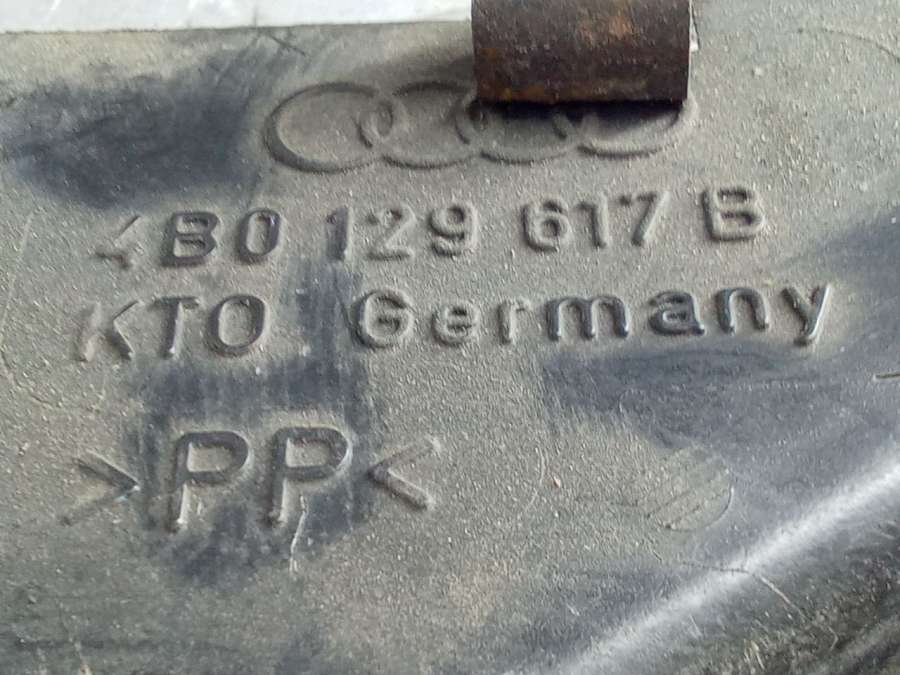 4B0 129 617 B
KTO Germany
>PP<